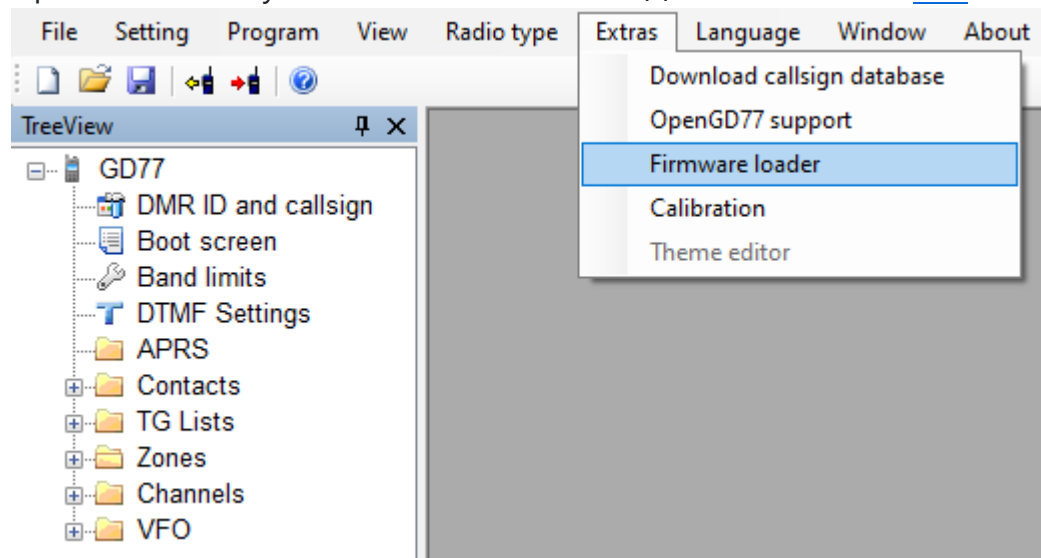 File Setting Program View Radio type Extras Language Window About
Download callsign database
OpenGD77 support
Firmware loader
Calibration
Theme editor
TreeView
GD77
DMR ID and callsign
Boot screen
Band limits
DTMF Settings
APRS
Contacts
TG Lists
Zones
Channels
VFO